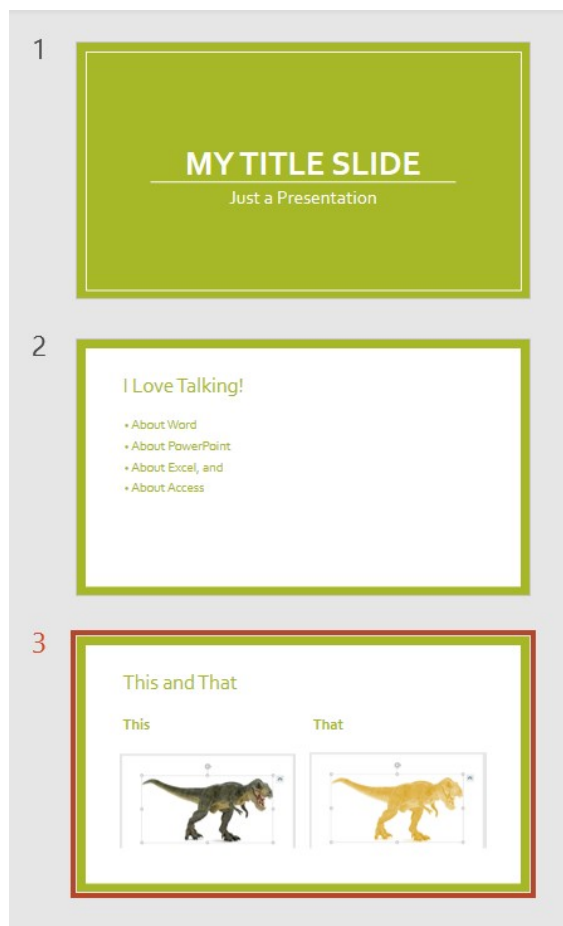 1
MY TITLE SLIDE
Just a Presentation
2
I Love Talking!
• About Word
• About PowerPoint
• About Excel, and
• About Access
3
This and That
This That